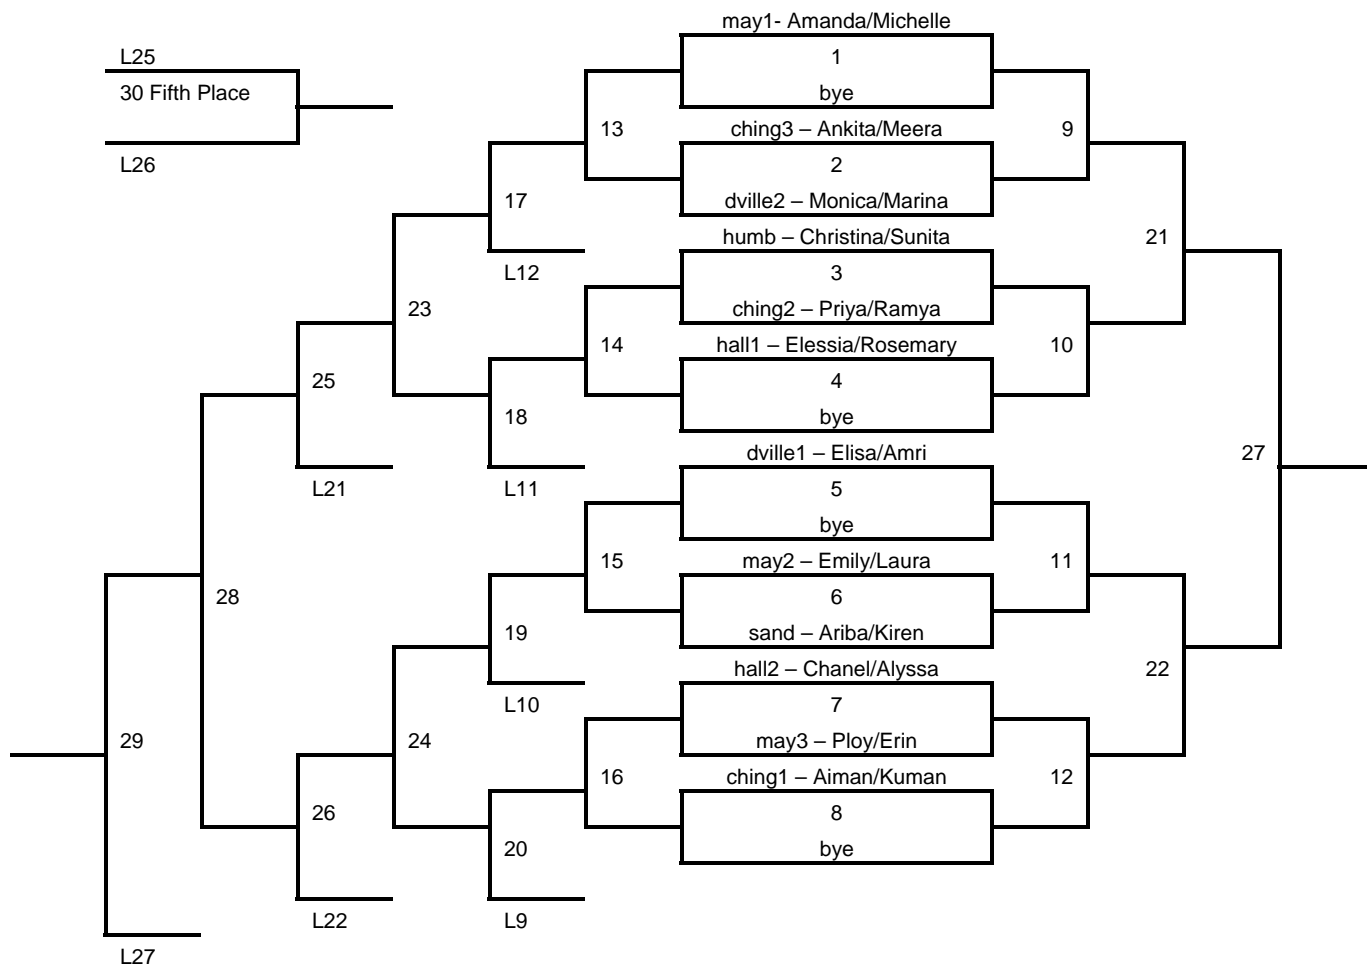 may1- Amanda/Michelle
L25
1
30 Fifth Place
bye
13
ching3 – Ankita/Meera
9
L26
2
17
dville2 – Monica/Marina
humb – Christina/Sunita
21
L12
3
23
ching2 – Priya/Ramya
14
hall1 – Elessia/Rosemary
10
25
4
18
bye
dville1 – Elisa/Amri
27
L21
L11
5
bye
15
may2 – Emily/Laura
11
28
6
19
sand – Ariba/Kiren
hall2 – Chanel/Alyssa
22
L10
7
29
24
may3 – Ploy/Erin
16
ching1 – Aiman/Kuman
12
26
8
20
bye
L22
L9
L27